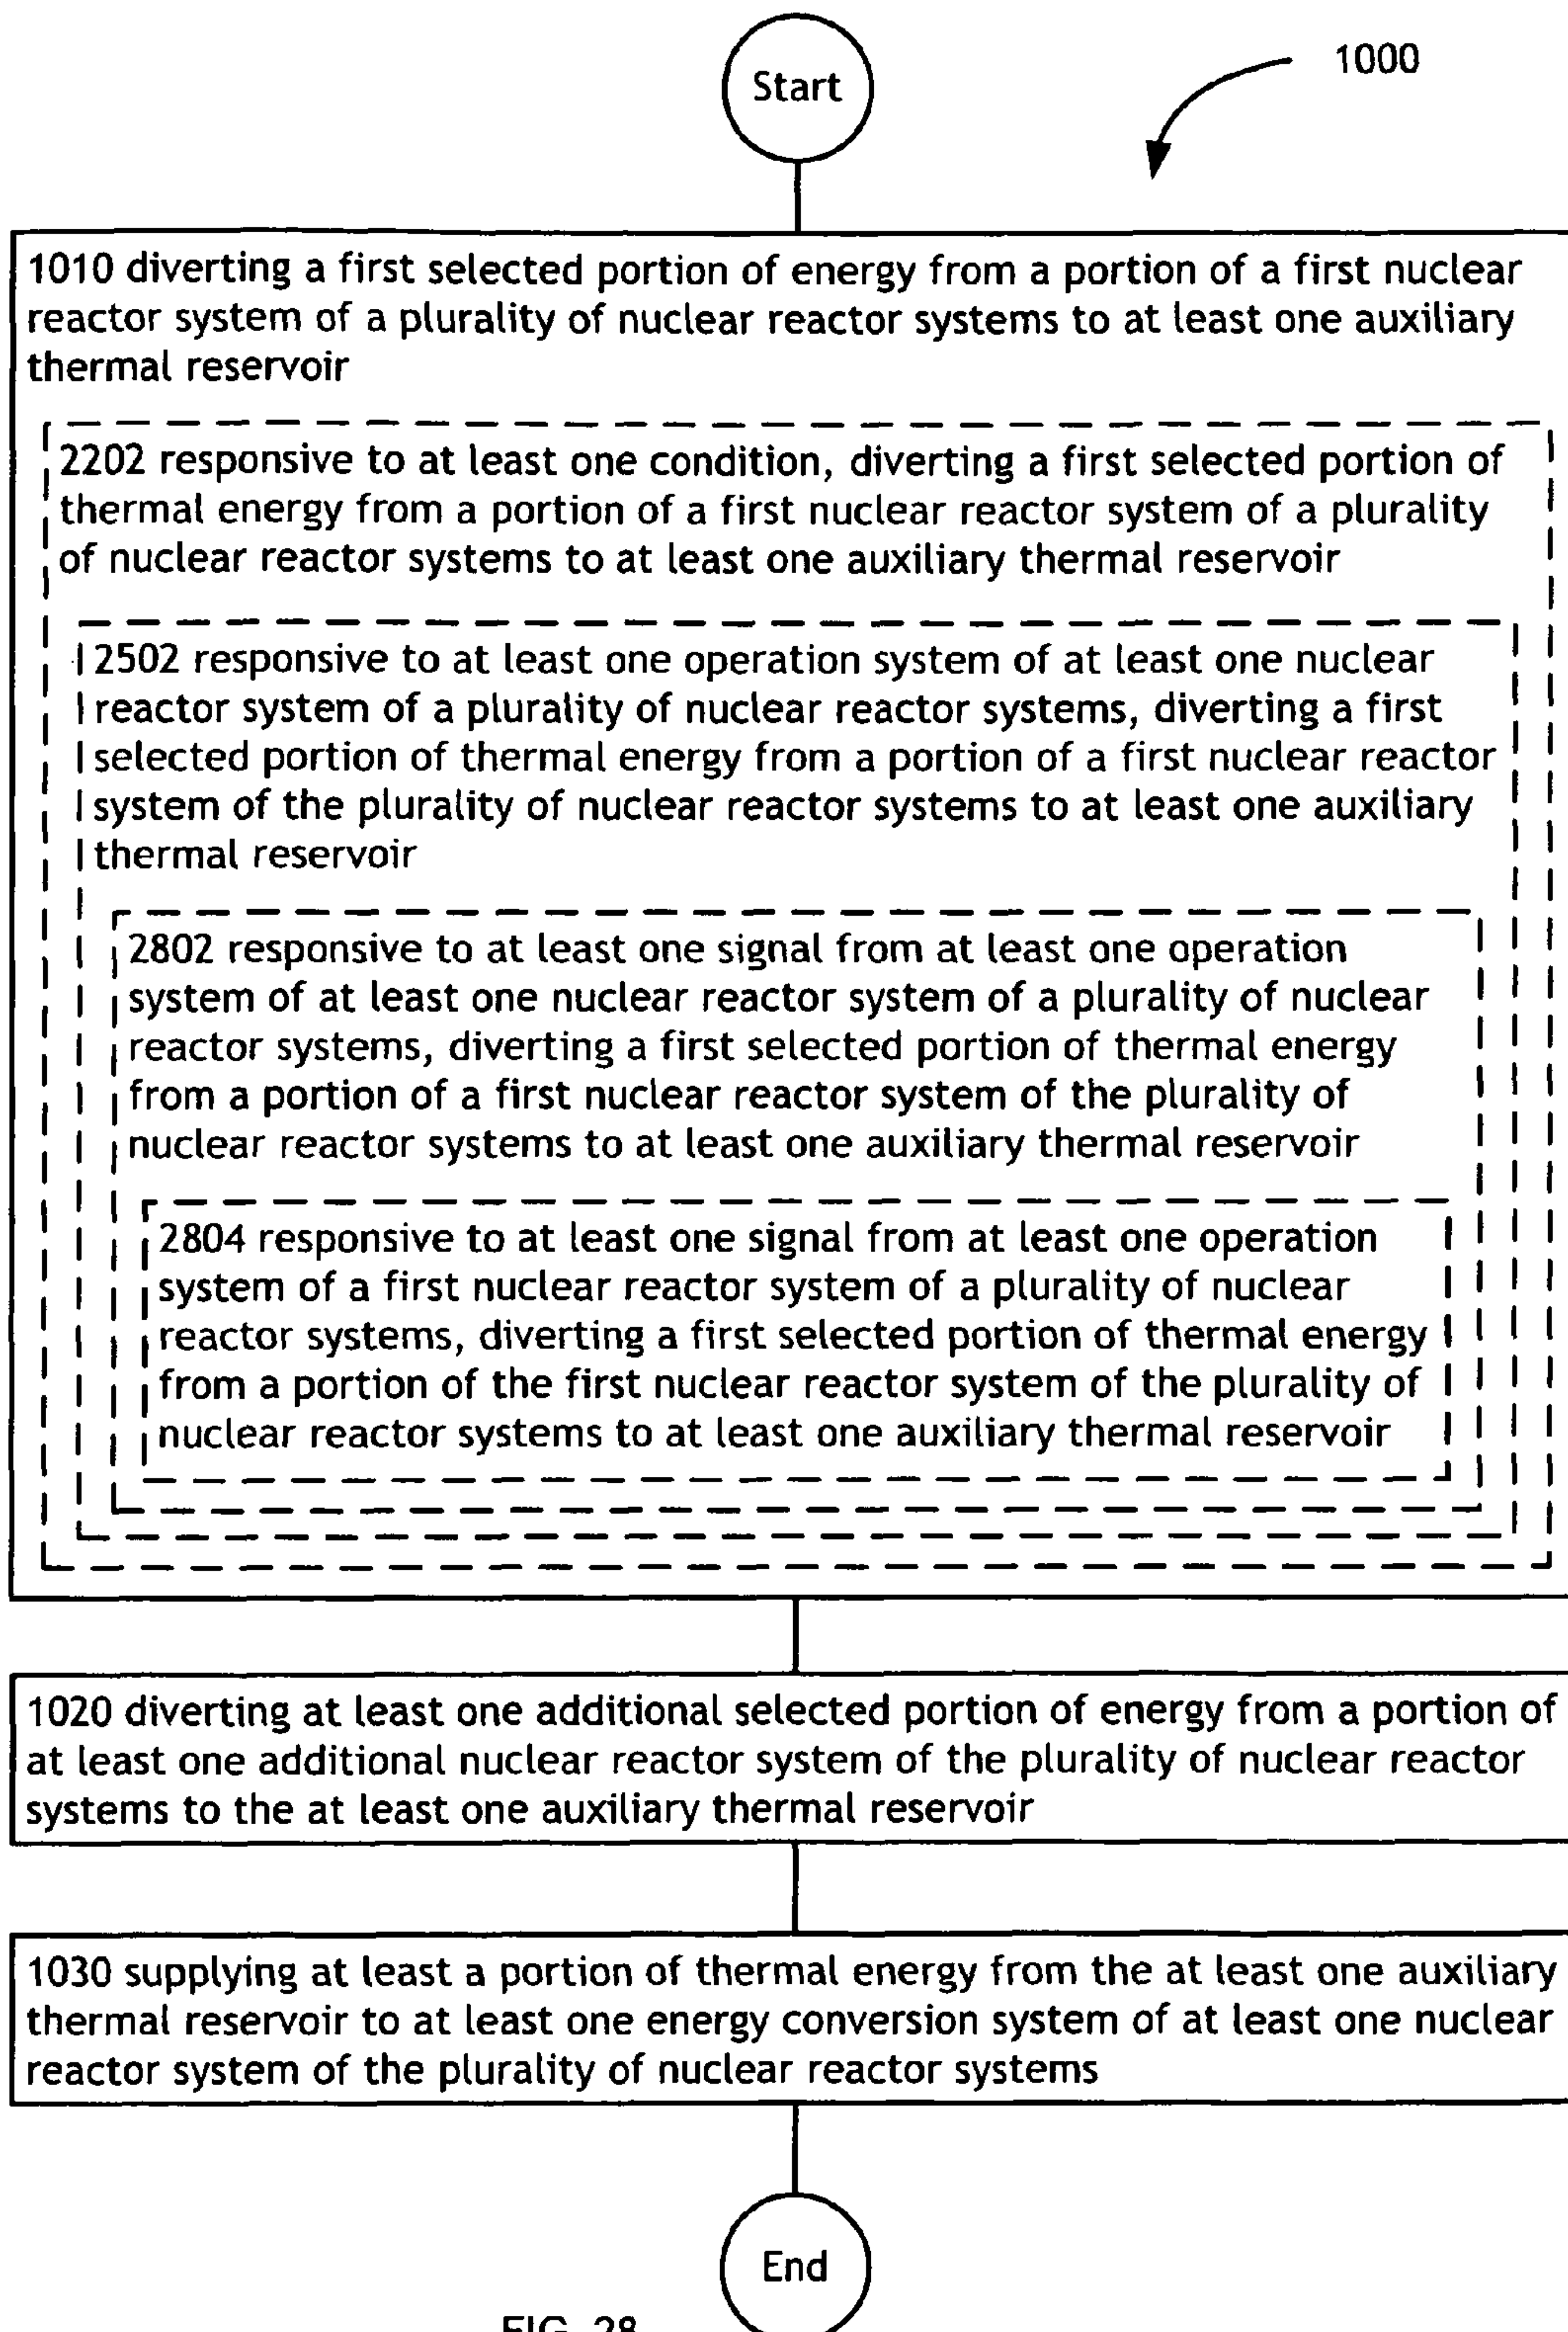 Start
1000
1010 diverting a first selected portion of energy from a portion of a first nuclear
reactor system of a plurality of nuclear reactor systems to at least one auxiliary
thermal reservoir
2202 responsive to at least one condition, diverting a first selected portion of
thermal energy from a portion of a first nuclear reactor system of a plurality
of nuclear reactor systems to at least one auxiliary thermal reservoir
2502 responsive to at least one operation system of at least one nuclear
reactor system of a plurality of nuclear reactor systems, diverting a first
selected portion of thermal energy from a portion of a first nuclear reactor
system of the plurality of nuclear reactor systems to at least one auxiliary
thermal reservoir
2802 responsive to at least one signal from at least one operation
system of at least one nuclear reactor system of a plurality of nuclear
reactor systems, diverting a first selected portion of thermal energy
from a portion of a first nuclear reactor system of the plurality of
nuclear reactor systems to at least one auxiliary thermal reservoir
2804 responsive to at least one signal from at least one operation
system of a first nuclear reactor system of a plurality of nuclear
reactor systems, diverting a first selected portion of thermal energy
from a portion of the first nuclear reactor system of the plurality of
nuclear reactor systems to at least one auxiliary thermal reservoir
1020 diverting at least one additional selected portion of energy from a portion of
at least one additional nuclear reactor system of the plurality of nuclear reactor
systems to the at least one auxiliary thermal reservoir
1030 supplying at least a portion of thermal energy from the at least one auxiliary
thermal reservoir to at least one energy conversion system of at least one nuclear
reactor system of the plurality of nuclear reactor systems
End
FIG. 28